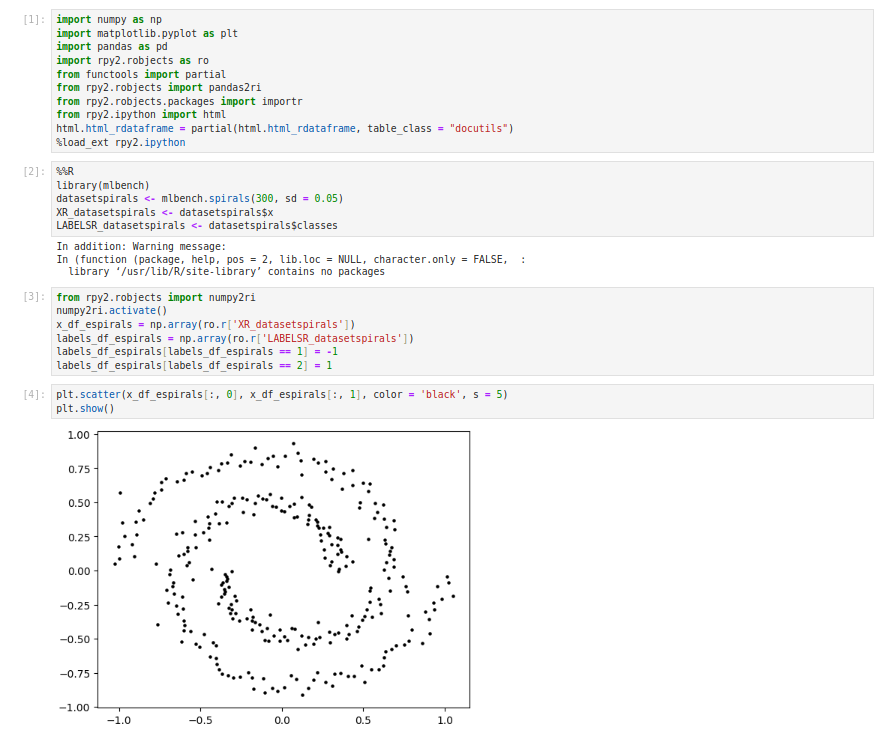 [1]:
import numpy as np
import matplotlib.pyplot as plt
import pandas as pd
import rpy2.robjects as ro
from functools import partial
from rpy2.robjects import pandas2ri
from rpy2.robjects.packages import importr
from rpy2.ipython import html
html.html_rdataframe = partial(html.html_rdataframe, table_class = "docutils")
%load_ext rpy2.ipython
[2]:
%%R
library(mlbench)
datasetspirals <- mlbench.spirals(300, sd = 0.05)
XR_datasetspirals <- datasetspirals$x
LABELSR_datasetspirals <- datasetspirals$classes
In addition: Warning message:
In (function (package, help, pos = 2, lib.loc = NULL, character.only = FALSE,  :
  library ‘/usr/lib/R/site-library’ contains no packages
[3]:
from rpy2.robjects import numpy2ri
numpy2ri.activate()
x_df_espirals = np.array(ro.r['XR_datasetspirals'])
labels_df_espirals = np.array(ro.r['LABELSR_datasetspirals'])
labels_df_espirals[labels_df_espirals == 1] = -1
labels_df_espirals[labels_df_espirals == 2] = 1
[4]:
plt.scatter(x_df_espirals[:, 0], x_df_espirals[:, 1], color = 'black', s = 5)
plt.show()
1.00
0.75
0.50
0.25
0.00
−0.25
−0.50
−0.75
−1.00
−1.0 −0.5 0.0 0.5 1.0